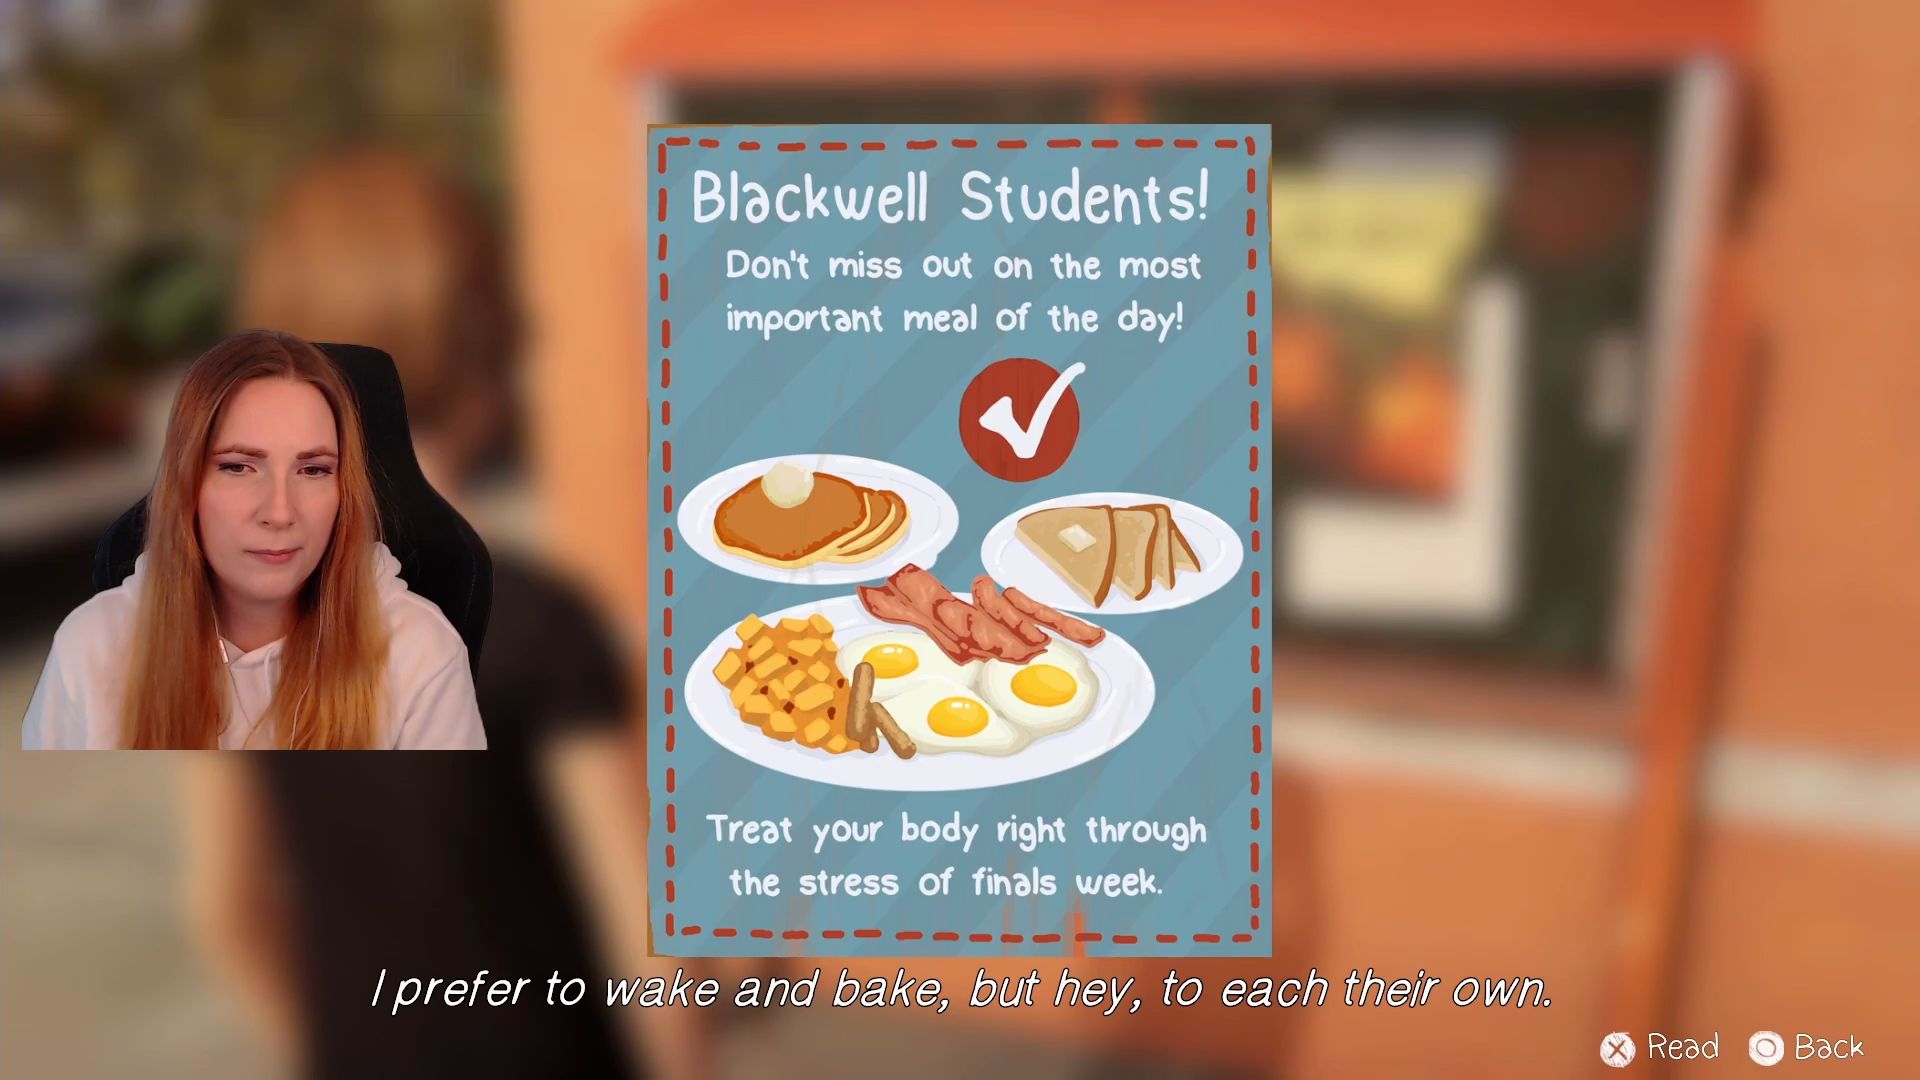 Blackwell Students!
Don't miss out on the most
important meal of the day!
Treat your body right through
the stress of finals week.
I prefer to wake and bake, but hey, to each their own.
Read Back